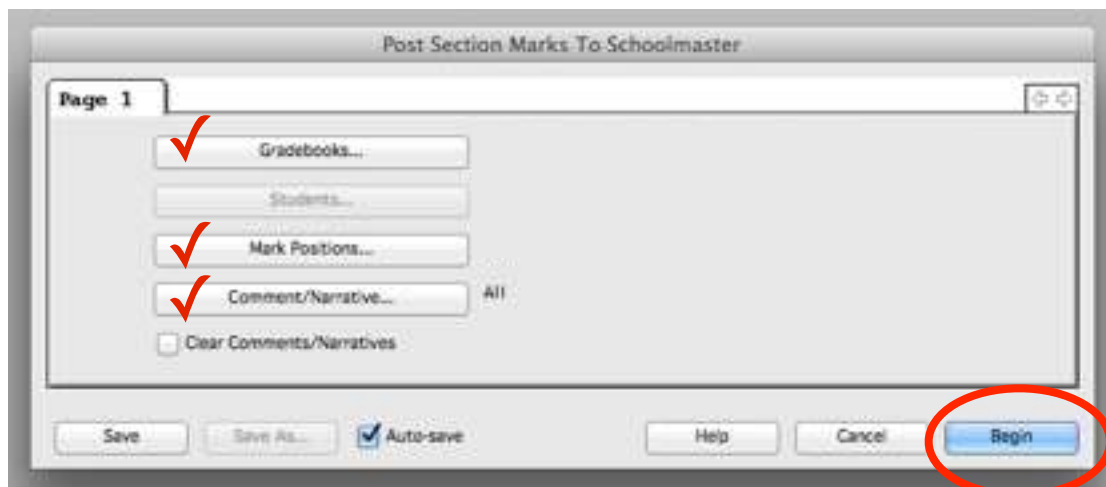 Post Section Marks To Schoolmaster
Page 1
Gradebooks...
Students...
Mark Positions...
Comment/Narrative... All
Clear Comments/Narratives
Save Save As... Auto-save Help Cancel Begin